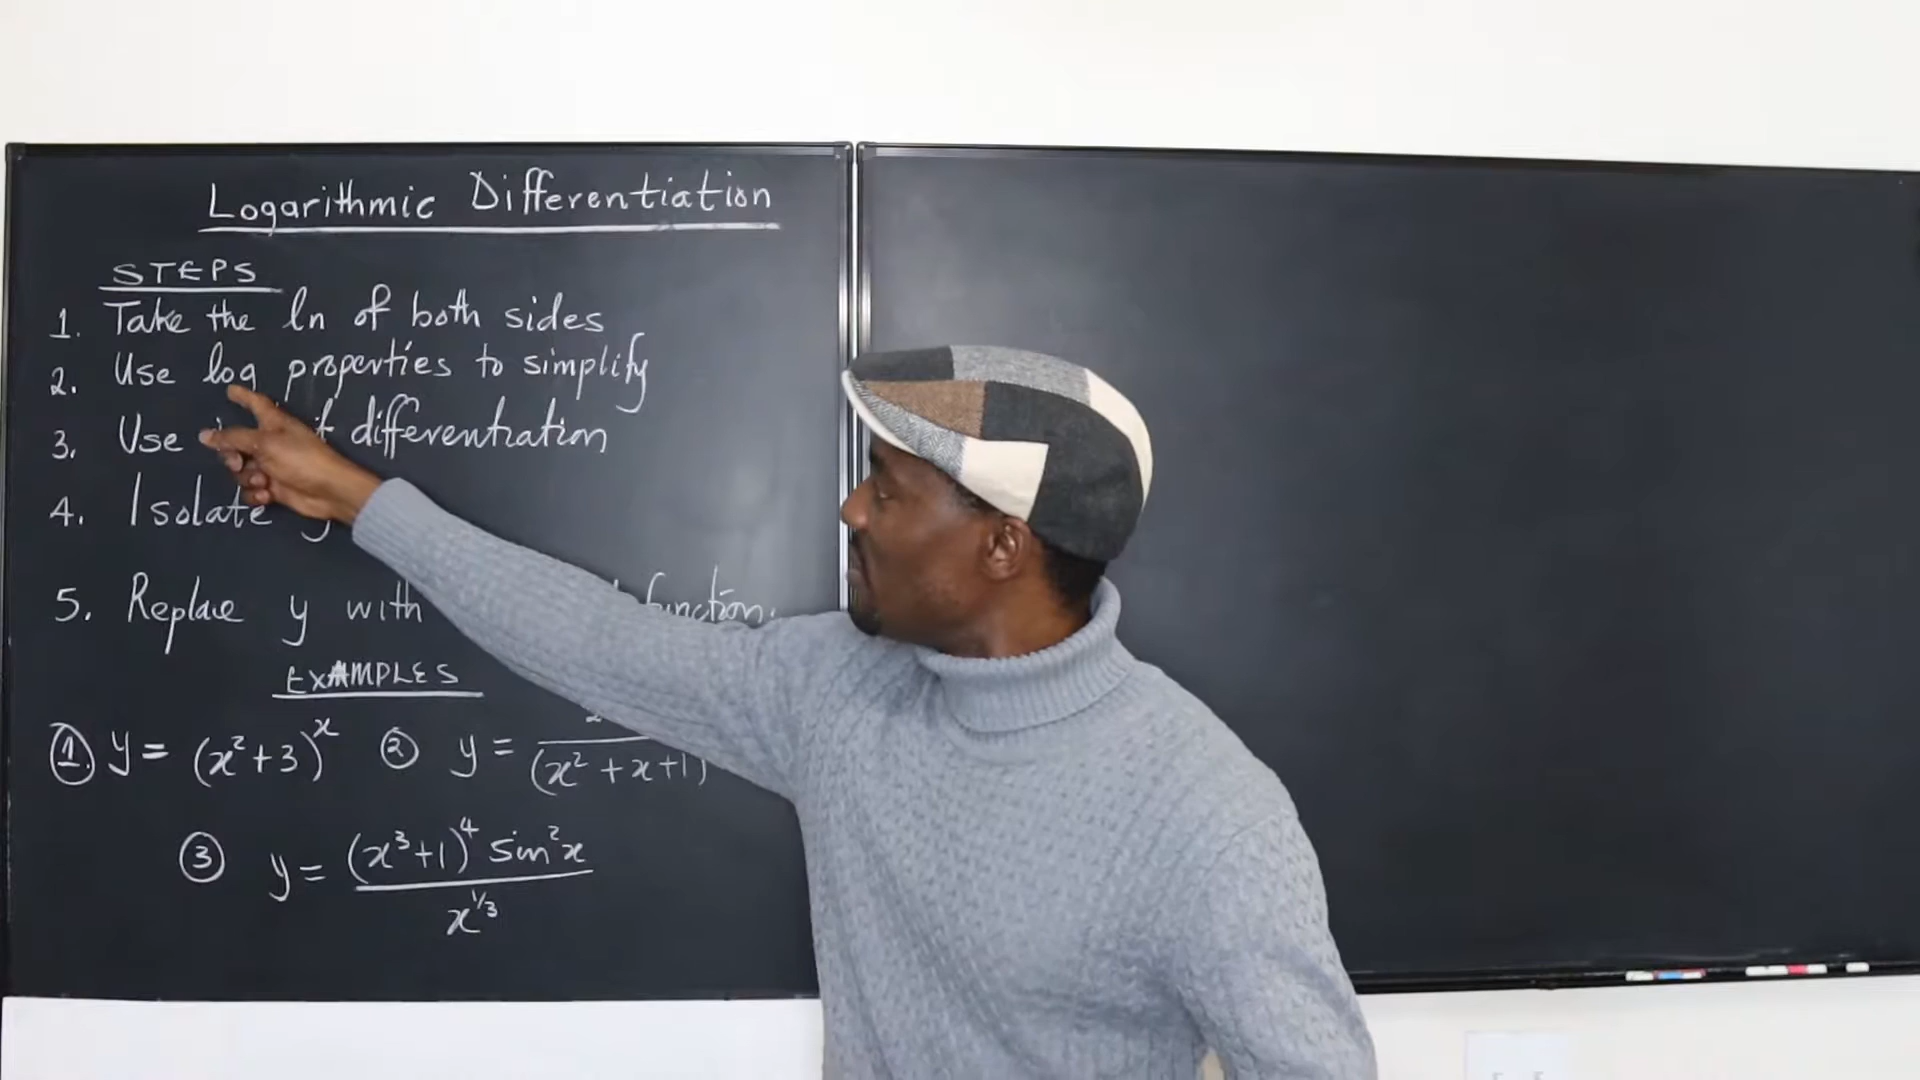 Logarithmic Differentiation
STEPS
1. Take the ln of both sides
2. Use log properties to simplify
3. Use differentiation
4. Isolate
5. Replace y with function.
EXAMPLES
① y = (x²+3)ˣ ② y = (x² + x + 1)
③ y = (x³+1)⁴ sin²x
x^1/3